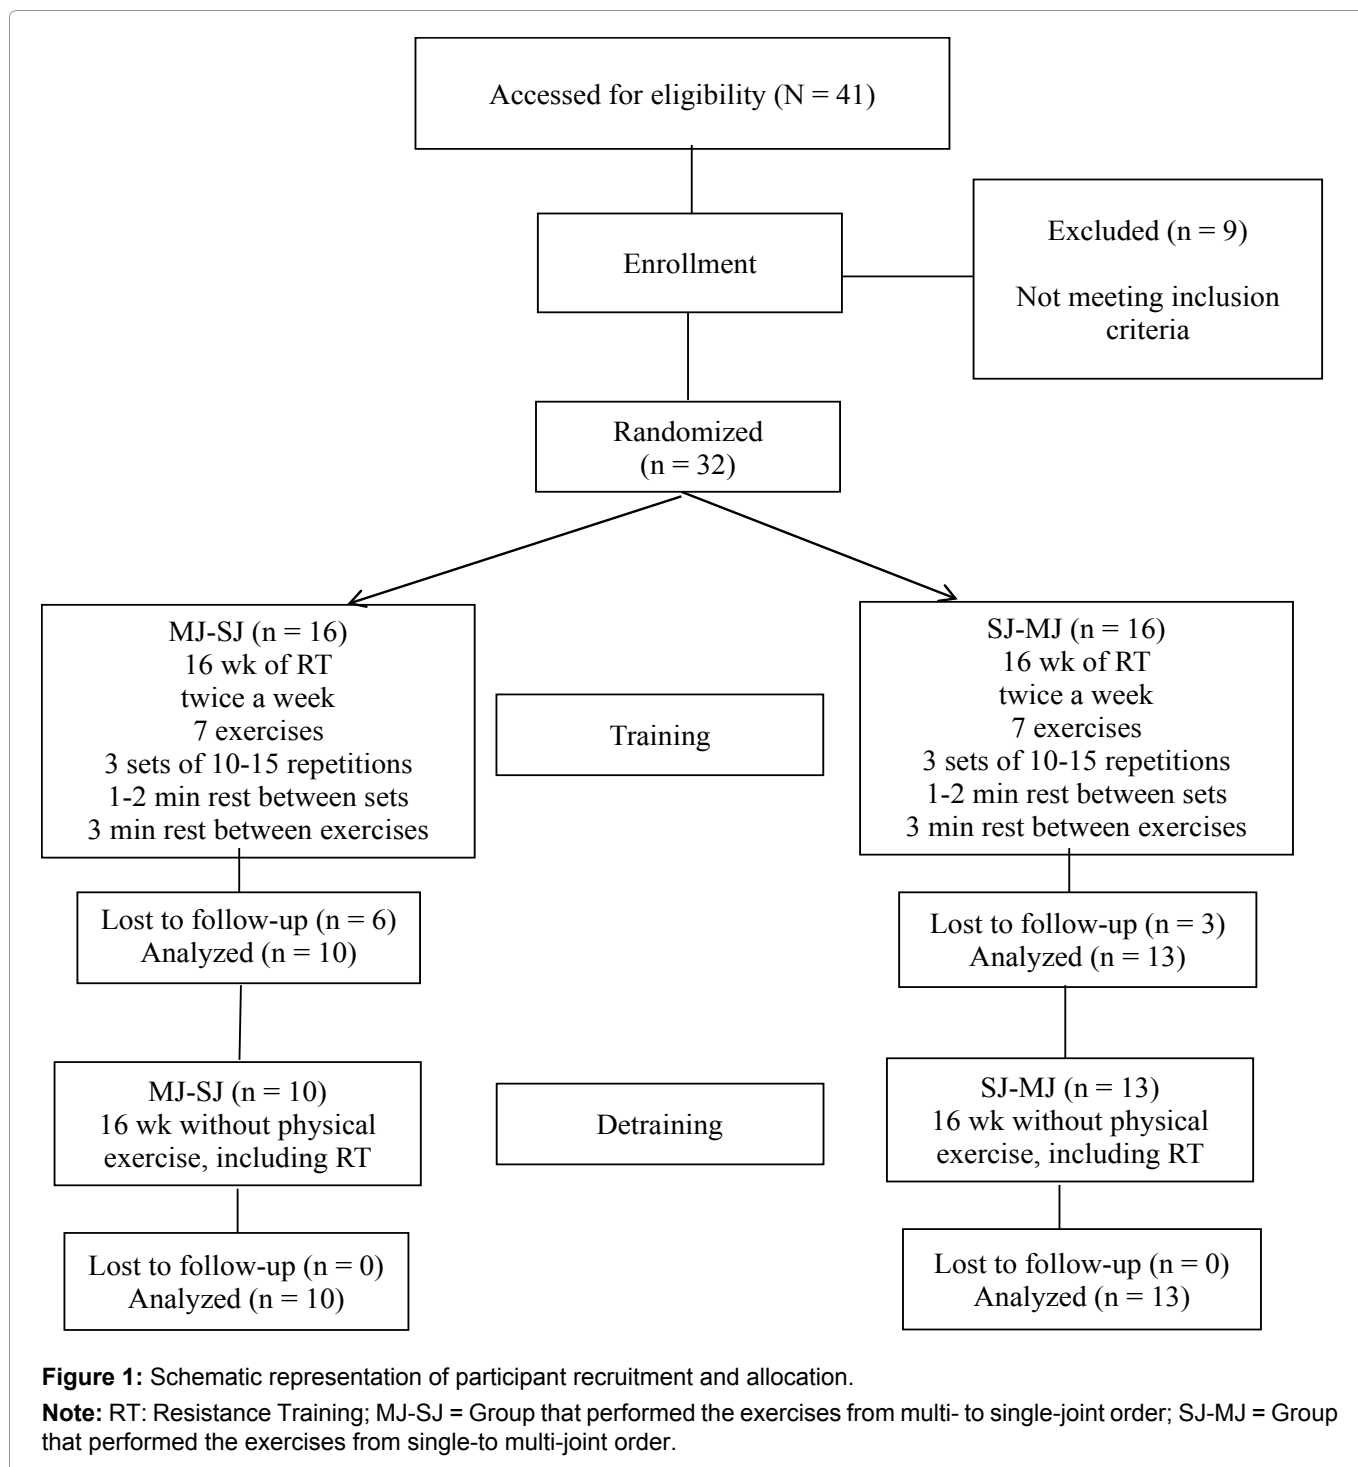 Accessed for eligibility (N = 41)
Enrollment
Excluded (n = 9)
Not meeting inclusion
criteria
Randomized
(n = 32)
MJ-SJ (n = 16)
16 wk of RT
twice a week
7 exercises
3 sets of 10-15 repetitions
1-2 min rest between sets
3 min rest between exercises
Training
SJ-MJ (n = 16)
16 wk of RT
twice a week
7 exercises
3 sets of 10-15 repetitions
1-2 min rest between sets
3 min rest between exercises
Lost to follow-up (n = 6)
Analyzed (n = 10)
Lost to follow-up (n = 3)
Analyzed (n = 13)
MJ-SJ (n = 10)
16 wk without physical
exercise, including RT
Detraining
SJ-MJ (n = 13)
16 wk without physical
exercise, including RT
Lost to follow-up (n = 0)
Analyzed (n = 10)
Lost to follow-up (n = 0)
Analyzed (n = 13)
Figure 1: Schematic representation of participant recruitment and allocation.
Note: RT: Resistance Training; MJ-SJ = Group that performed the exercises from multi- to single-joint order; SJ-MJ = Group
that performed the exercises from single-to multi-joint order.